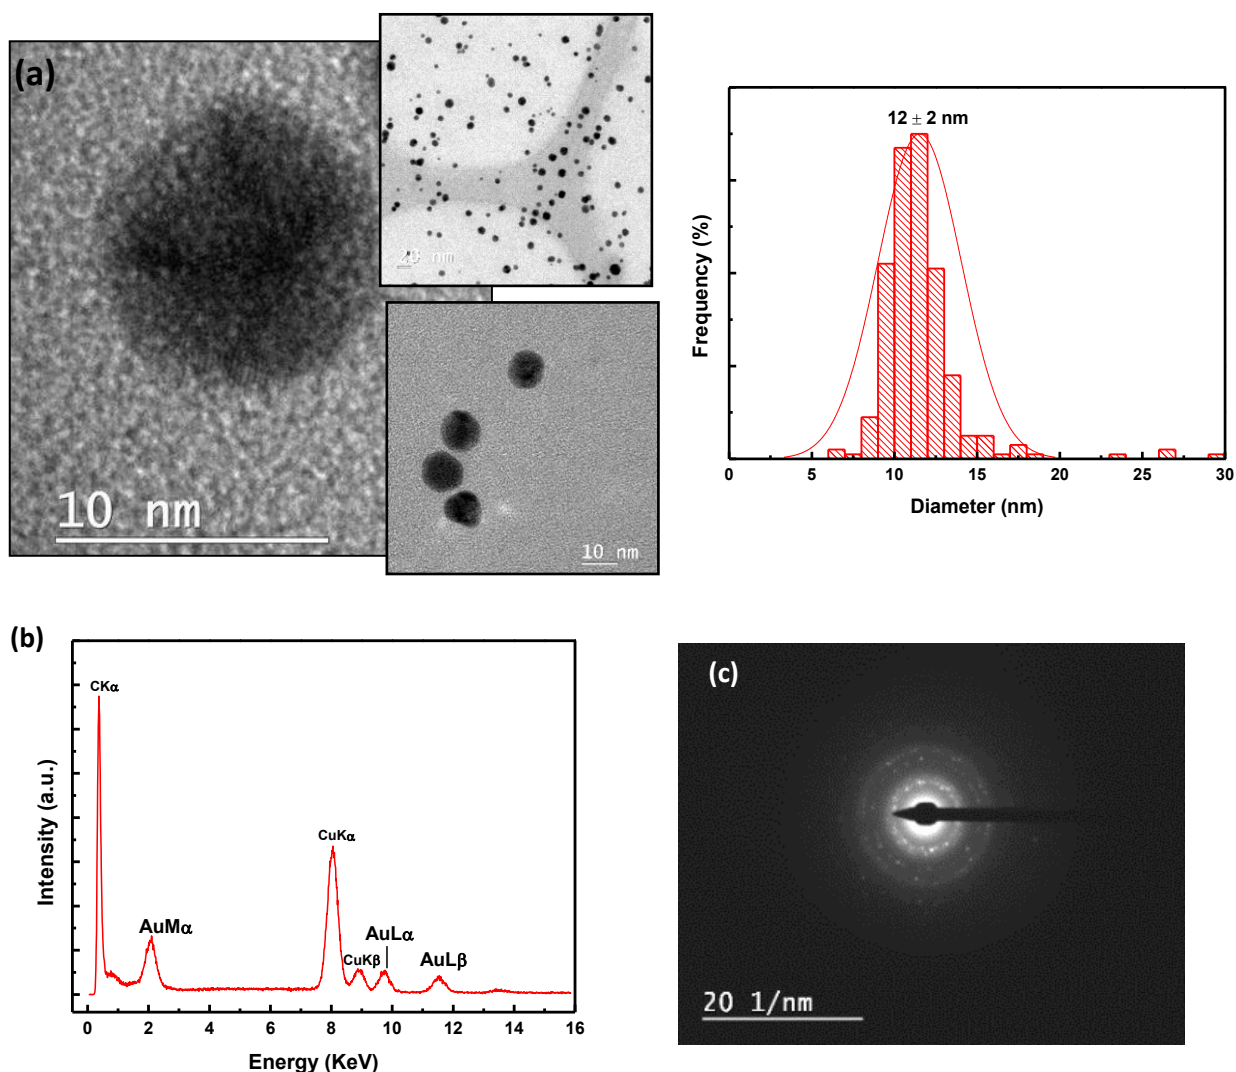 (a)
20 nm
10 nm
10 nm
12 ± 2 nm
Frequency (%)
0 5 10 15 20 25 30
Diameter (nm)
(b)
CKα
AuMα
CuKα
CuKβ
AuLα
AuLβ
Intensity (a.u.)
0 2 4 6 8 10 12 14 16
Energy (KeV)
(c)
20 1/nm